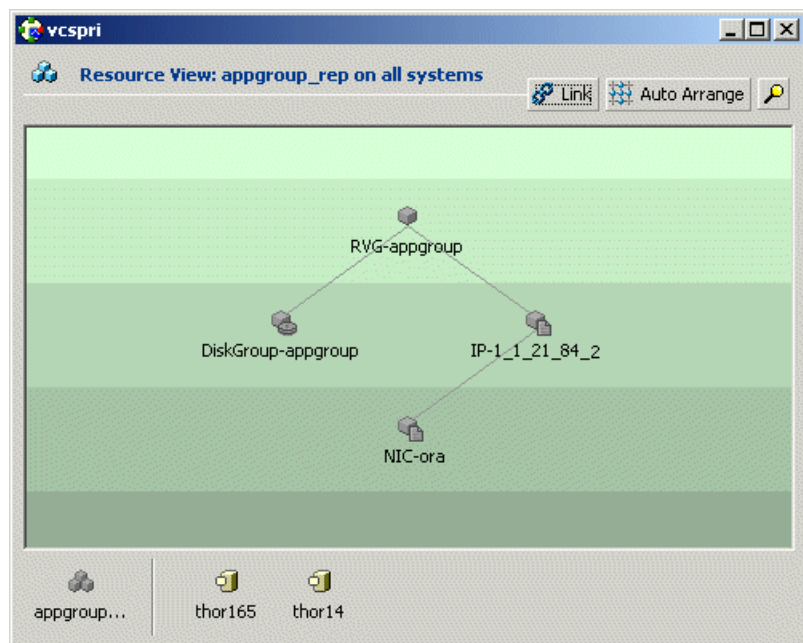 vcspri
Resource View: appgroup_rep on all systems
Link
Auto Arrange
RVG-appgroup
DiskGroup-appgroup
IP-1_1_21_84_2
NIC-ora
appgroup...
thor165
thor14